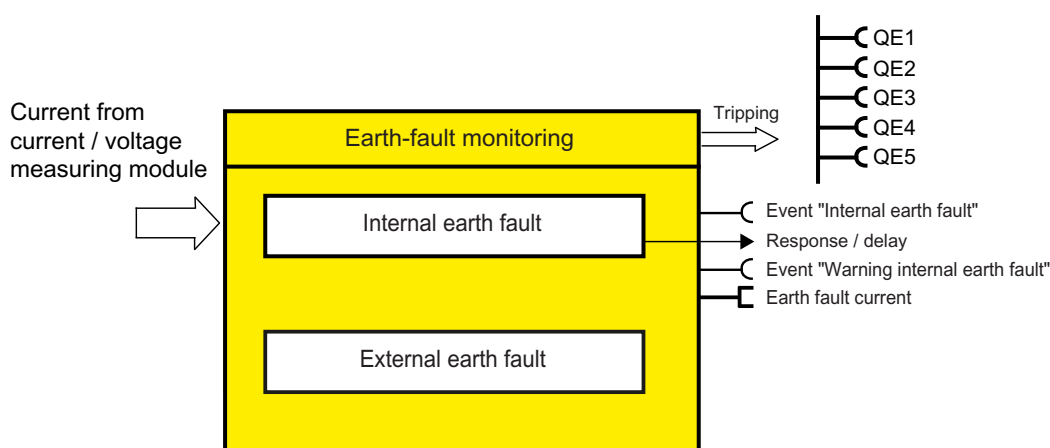 QE1
QE2
QE3
QE4
QE5
Tripping
Current from
current / voltage
measuring module
Earth-fault monitoring
Internal earth fault
Event "Internal earth fault"
Response / delay
Event "Warning internal earth fault"
Earth fault current
External earth fault